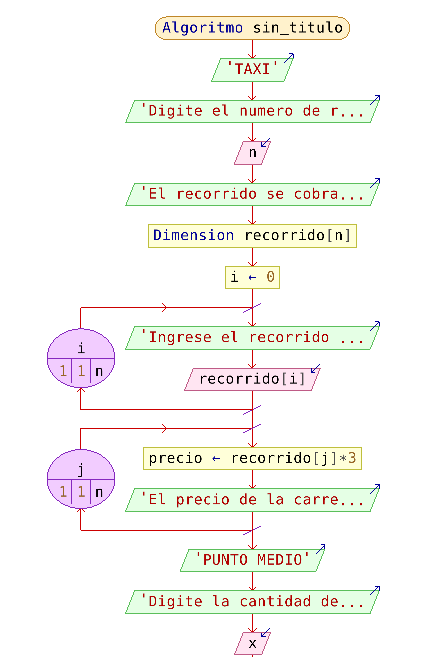 Algoritmo sin_titulo
'TAXI'
'Digite el numero de r...
n
'El recorrido se cobra...
Dimension recorrido[n]
i ← 0
'Ingrese el recorrido ...
i
1 1 n
recorrido[i]
precio ← recorrido[j]*3
j
1 1 n
'El precio de la carre...
'PUNTO MEDIO'
'Digite la cantidad de...
x